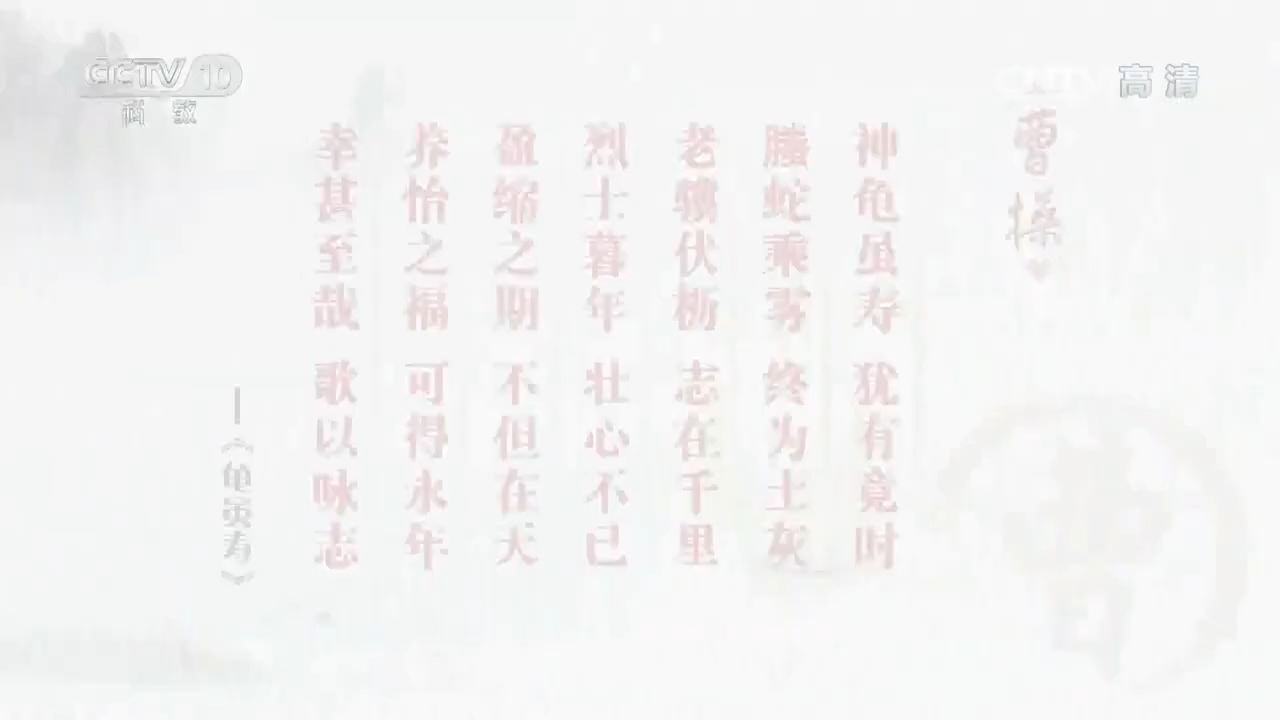 CCTV 10
科教
高清
曹操
神龟虽寿 犹有竟时
螣蛇乘雾 终为土灰
老骥伏枥 志在千里
烈士暮年 壮心不已
盈缩之期 不但在天
养怡之福 可得永年
幸甚至哉 歌以咏志
—《龟虽寿》